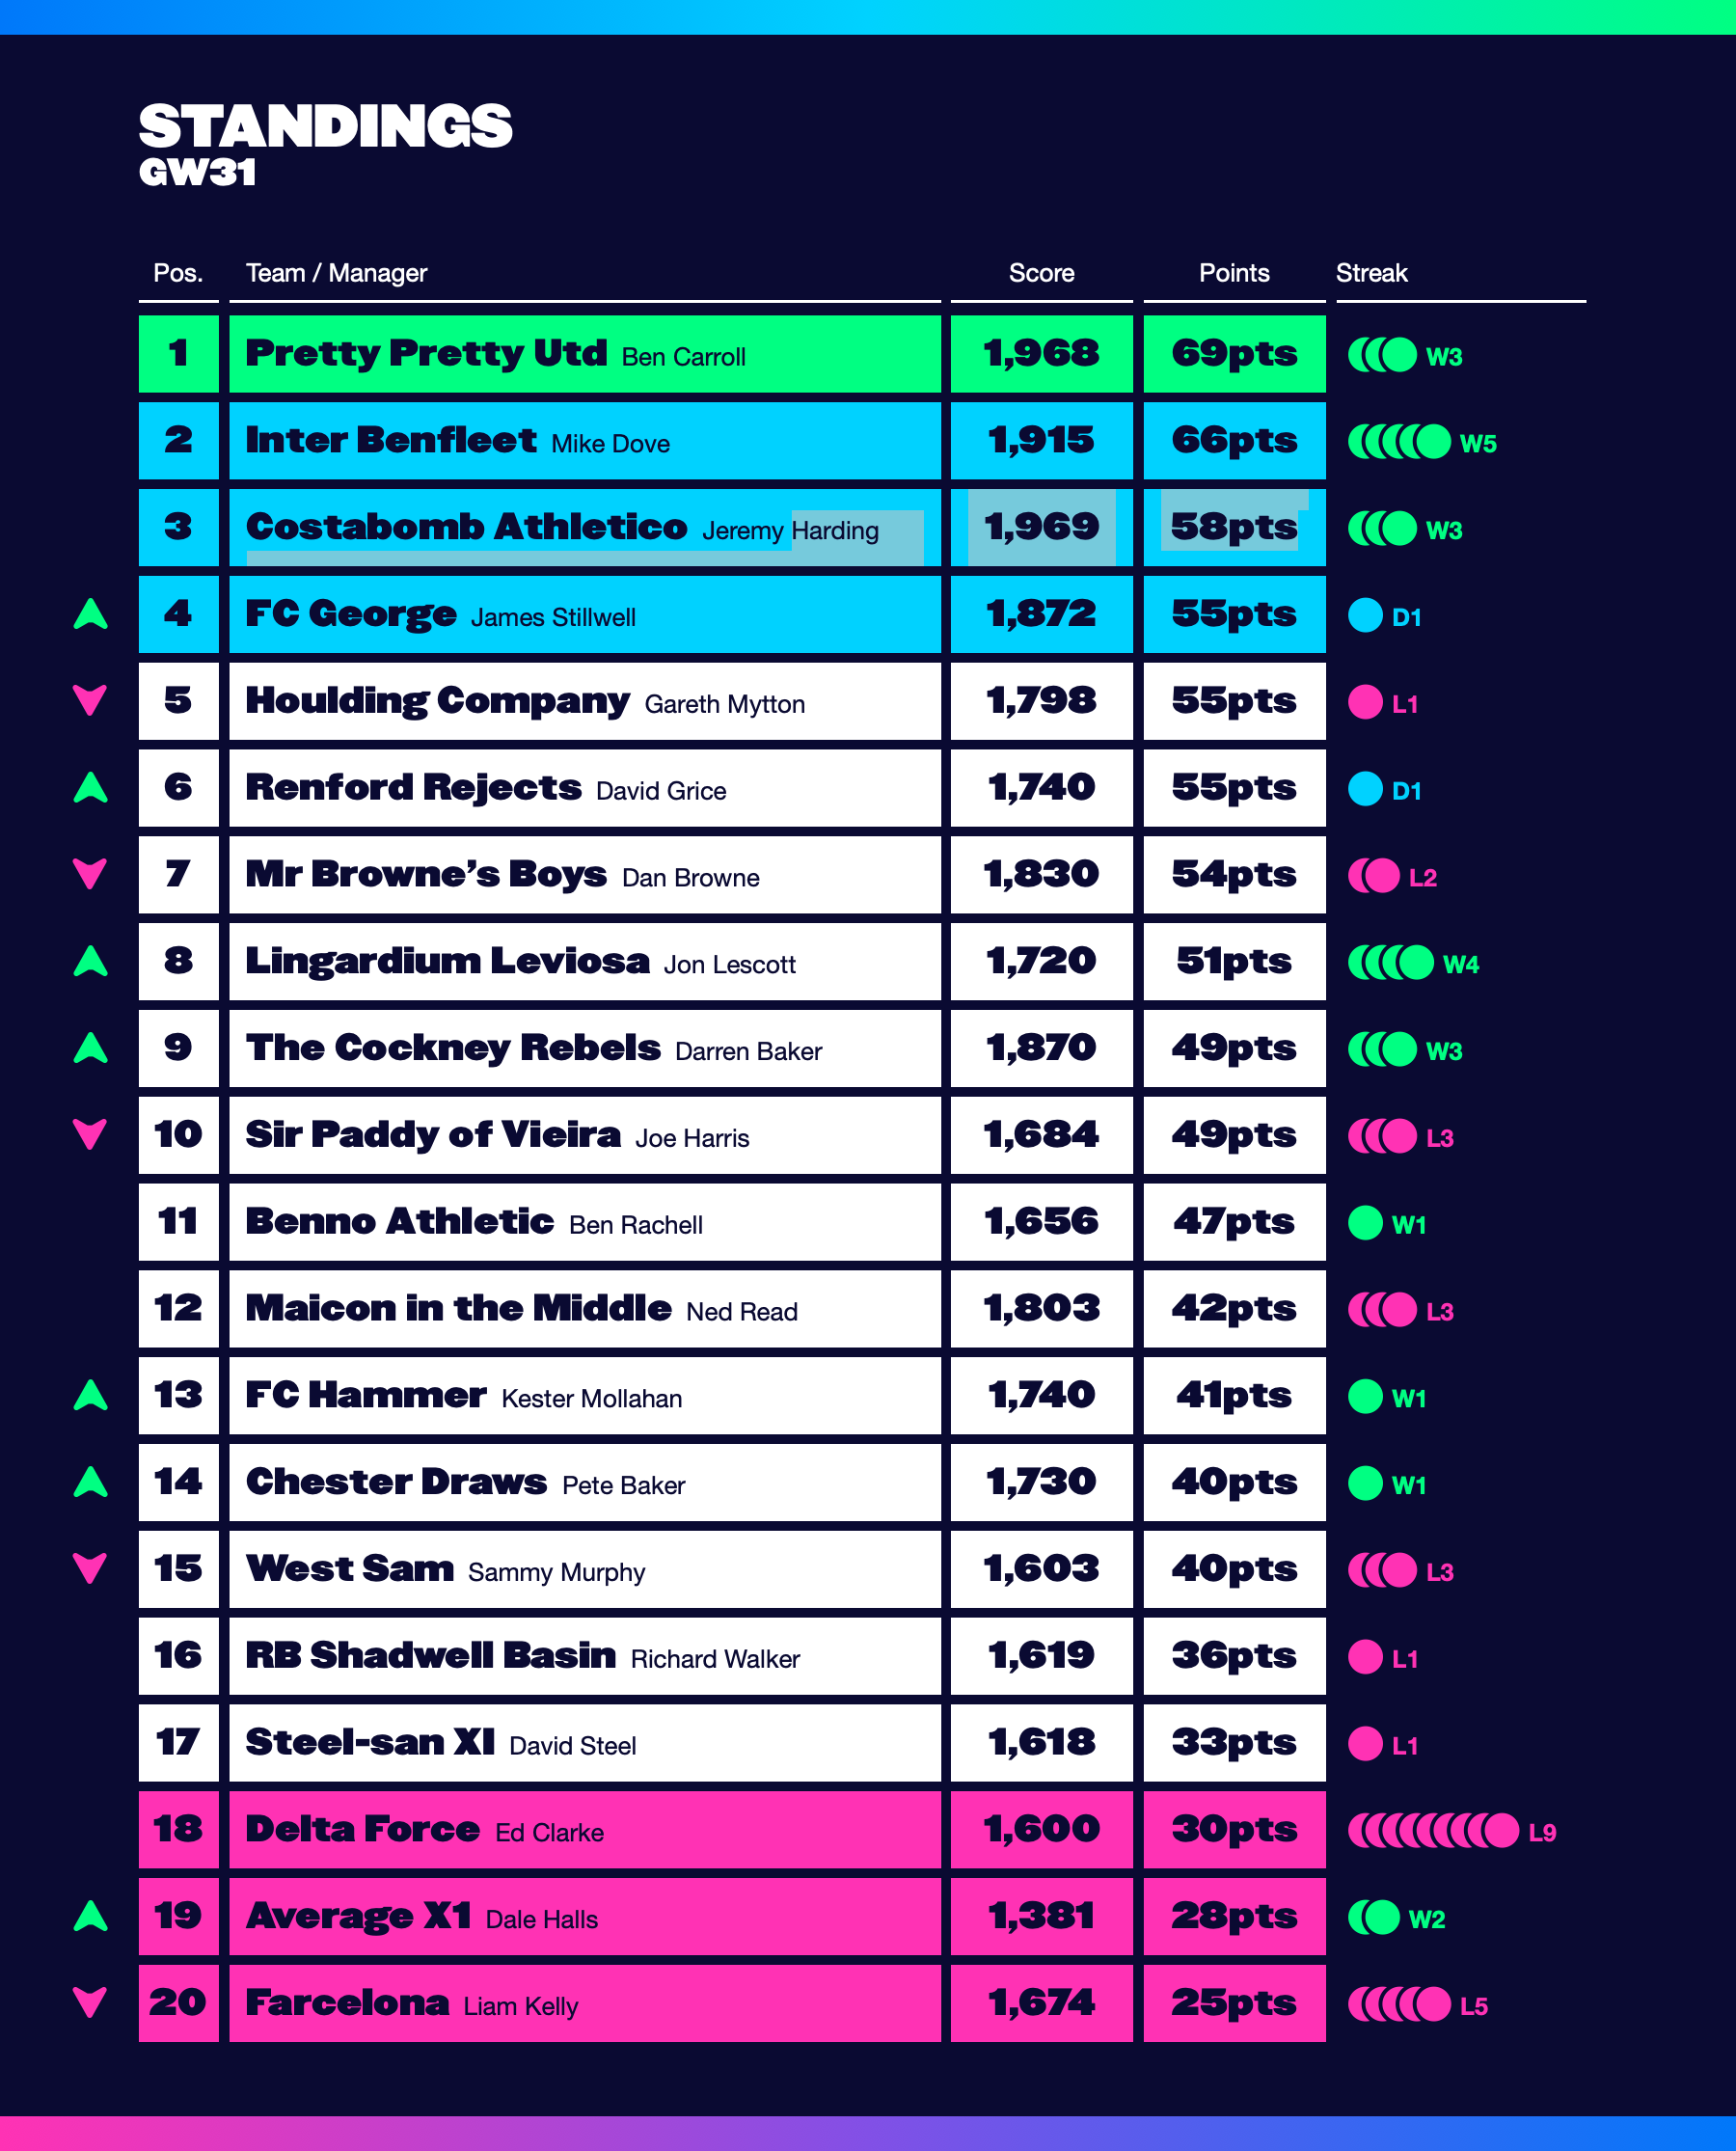 STANDINGS
GW31
Pos. Team / Manager Score Points Streak
1 Pretty Pretty Utd Ben Carroll 1,968 69pts W3
2 Inter Benfleet Mike Dove 1,915 66pts W5
3 Costabomb Athletico Jeremy Harding 1,969 58pts W3
4 FC George James Stillwell 1,872 55pts D1
5 Houlding Company Gareth Mytton 1,798 55pts L1
6 Renford Rejects David Grice 1,740 55pts D1
7 Mr Browne’s Boys Dan Browne 1,830 54pts L2
8 Lingardium Leviosa Jon Lescott 1,720 51pts W4
9 The Cockney Rebels Darren Baker 1,870 49pts W3
10 Sir Paddy of Vieira Joe Harris 1,684 49pts L3
11 Benno Athletic Ben Rachell 1,656 47pts W1
12 Maicon in the Middle Ned Read 1,803 42pts L3
13 FC Hammer Kester Mollahan 1,740 41pts W1
14 Chester Draws Pete Baker 1,730 40pts W1
15 West Sam Sammy Murphy 1,603 40pts L3
16 RB Shadwell Basin Richard Walker 1,619 36pts L1
17 Steel-san XI David Steel 1,618 33pts L1
18 Delta Force Ed Clarke 1,600 30pts L9
19 Average X1 Dale Halls 1,381 28pts W2
20 Farcelona Liam Kelly 1,674 25pts L5